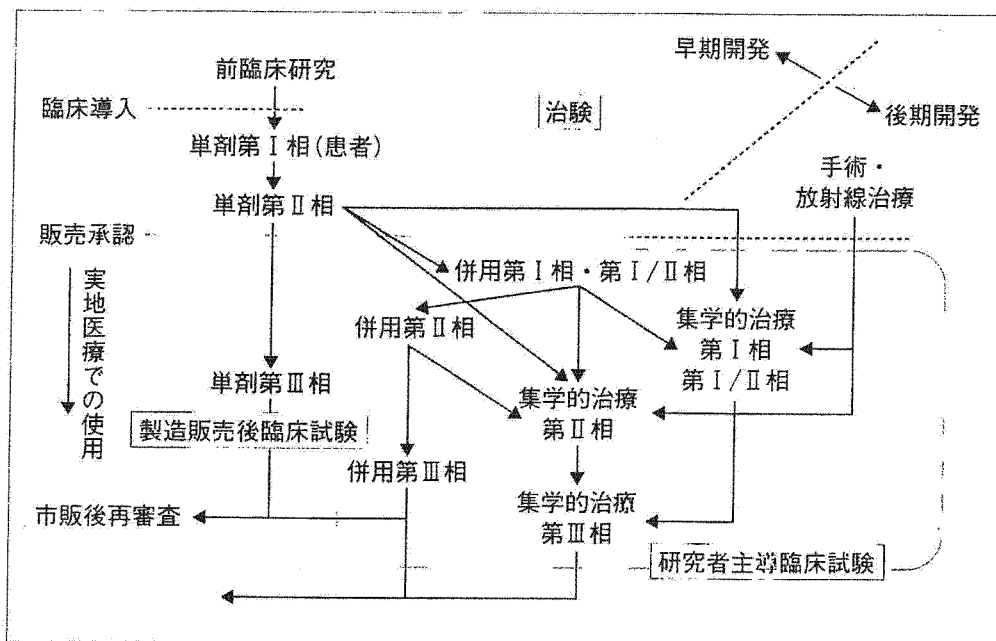 早期開発
前臨床研究
臨床導入
治験
後期開発
単剤第Ⅰ相(患者)
手術・
放射線治療
単剤第Ⅱ相
販売承認
併用第Ⅰ相・第Ⅰ/Ⅱ相
実地医療での使用
併用第Ⅱ相
集学的治療
第Ⅰ相
第Ⅰ/Ⅱ相
単剤第Ⅲ相
集学的治療
第Ⅱ相
製造販売後臨床試験
併用第Ⅲ相
集学的治療
第Ⅲ相
市販後再審査
研究者主導臨床試験